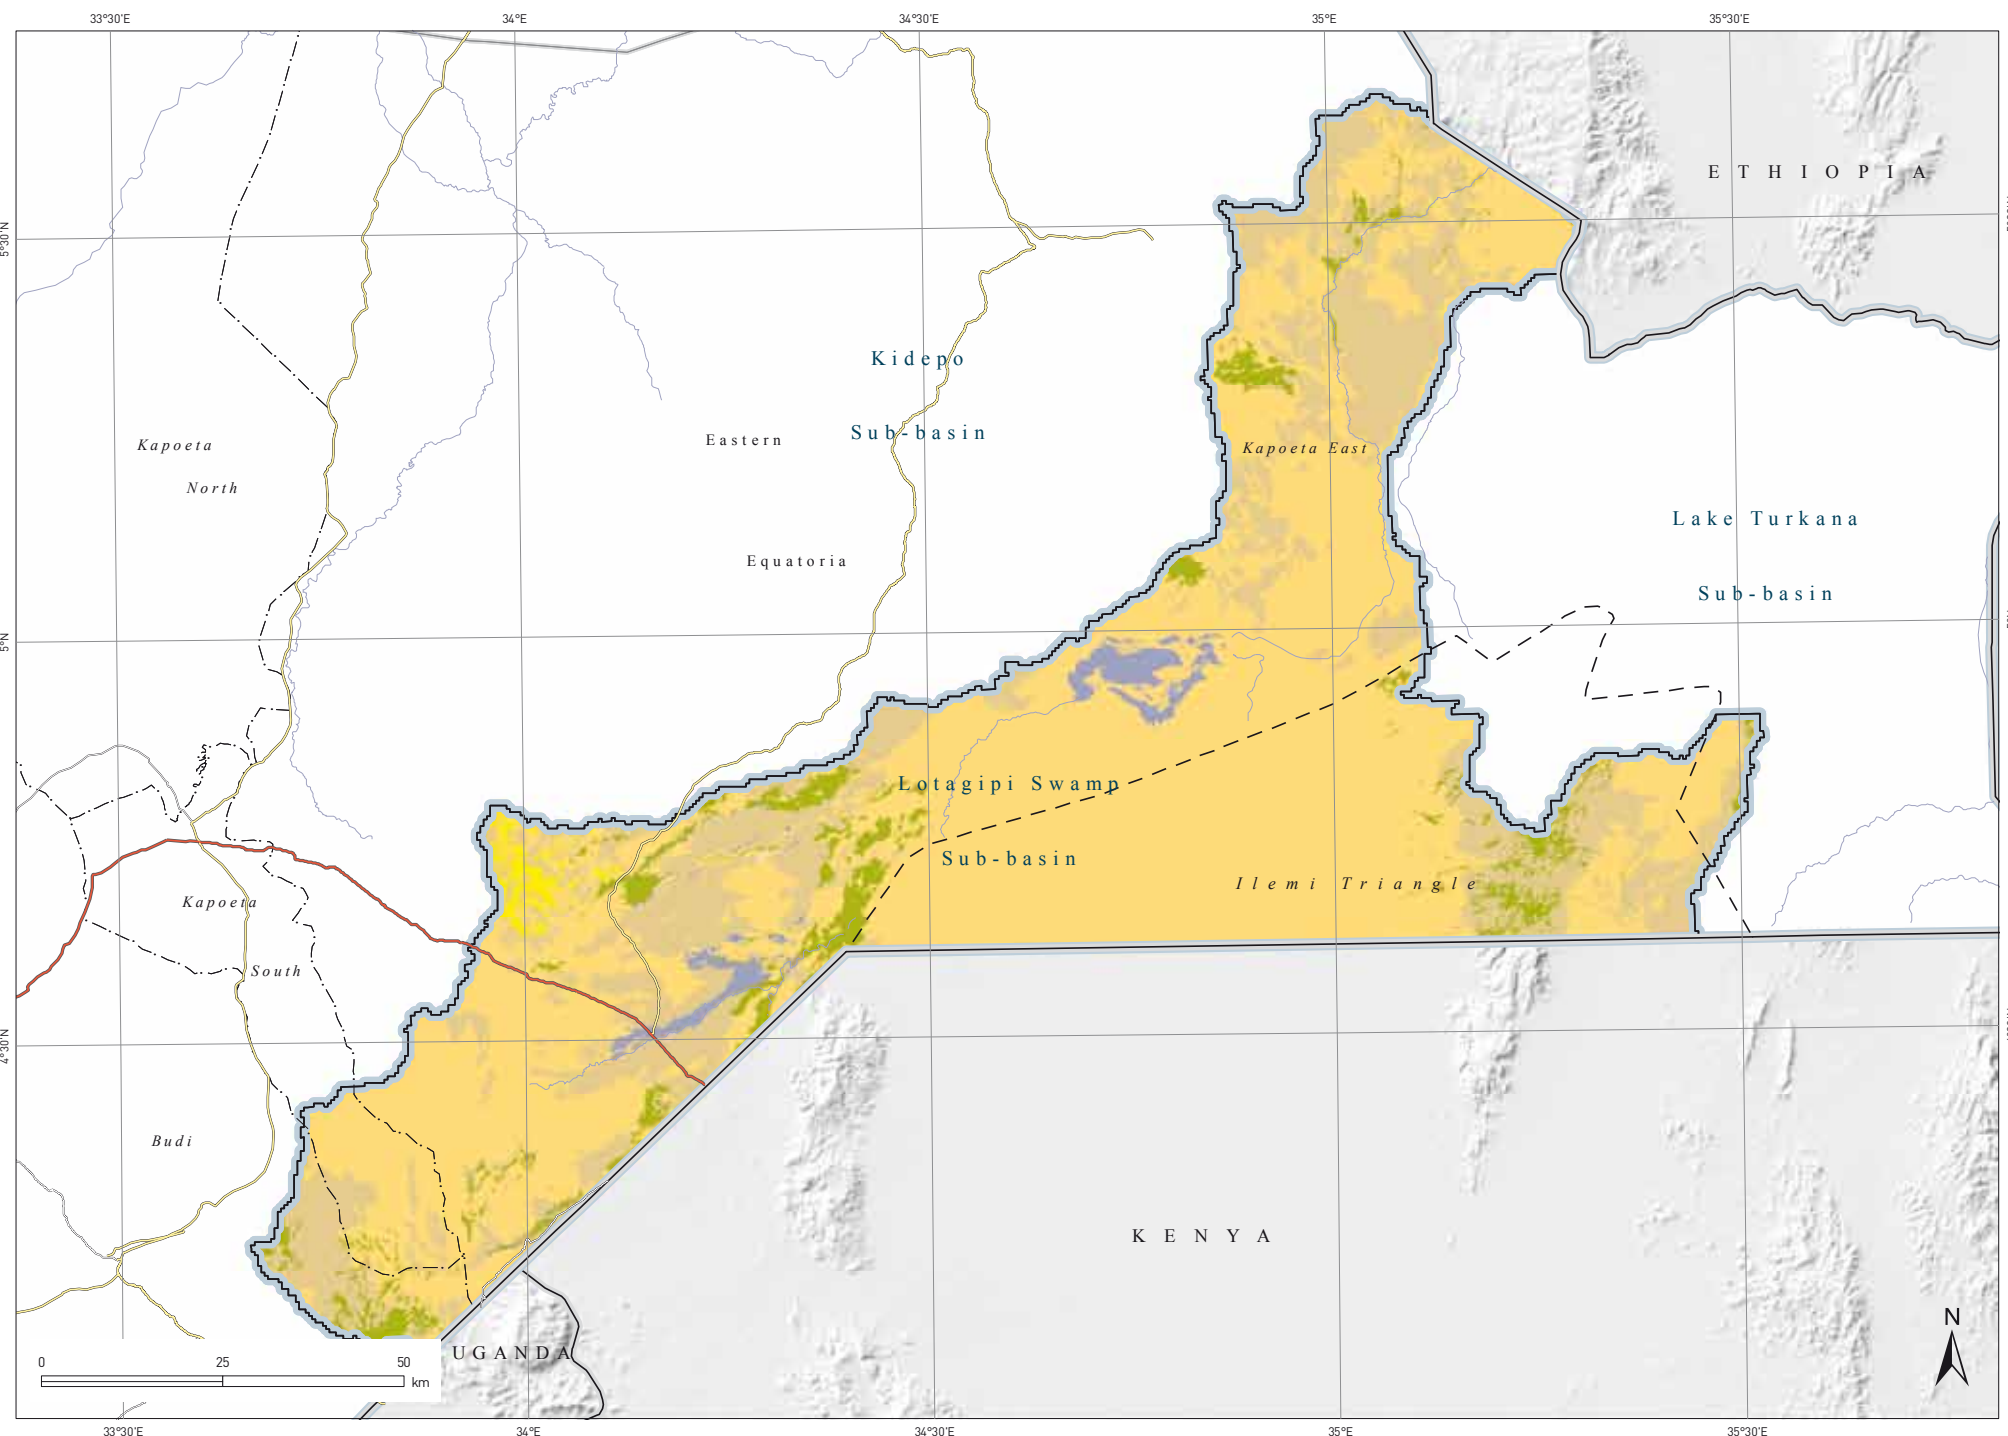 33°30'E
34°E
34°30'E
35°E
35°30'E
ETHIOPIA
5°30'N
Kidepo
Sub-basin
Eastern
Kapoeta
North
Kapoeta East
Lake Turkana
Sub-basin
Equatoria
5°N
Lotagipi Swamp
Sub-basin
Ilemi Triangle
Kapoeta
South
4°30'N
Budi
KENYA
UGANDA
N
0
25
50
km
33°30'E
34°E
34°30'E
35°E
35°30'E